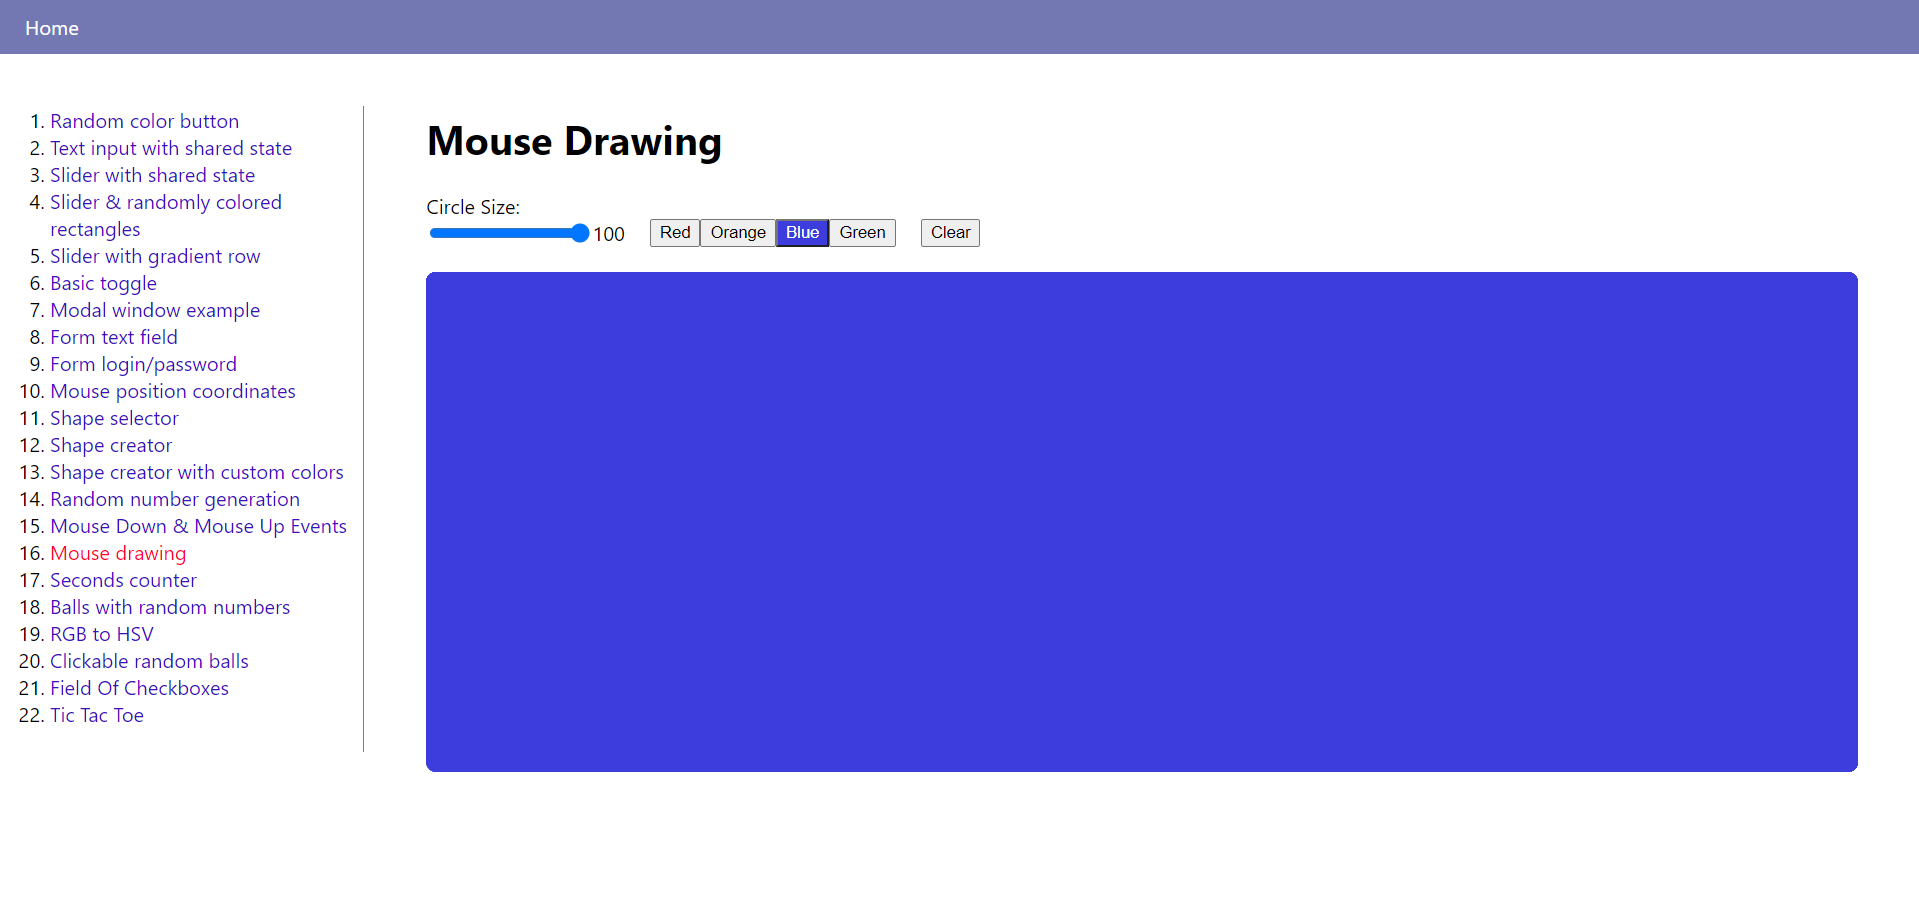 Home
1. Random color button
2. Text input with shared state
3. Slider with shared state
4. Slider & randomly colored
rectangles
5. Slider with gradient row
6. Basic toggle
7. Modal window example
8. Form text field
9. Form login/password
10. Mouse position coordinates
11. Shape selector
12. Shape creator
13. Shape creator with custom colors
14. Random number generation
15. Mouse Down & Mouse Up Events
16. Mouse drawing
17. Seconds counter
18. Balls with random numbers
19. RGB to HSV
20. Clickable random balls
21. Field Of Checkboxes
22. Tic Tac Toe
Mouse Drawing
Circle Size:
100 Red Orange Blue Green Clear